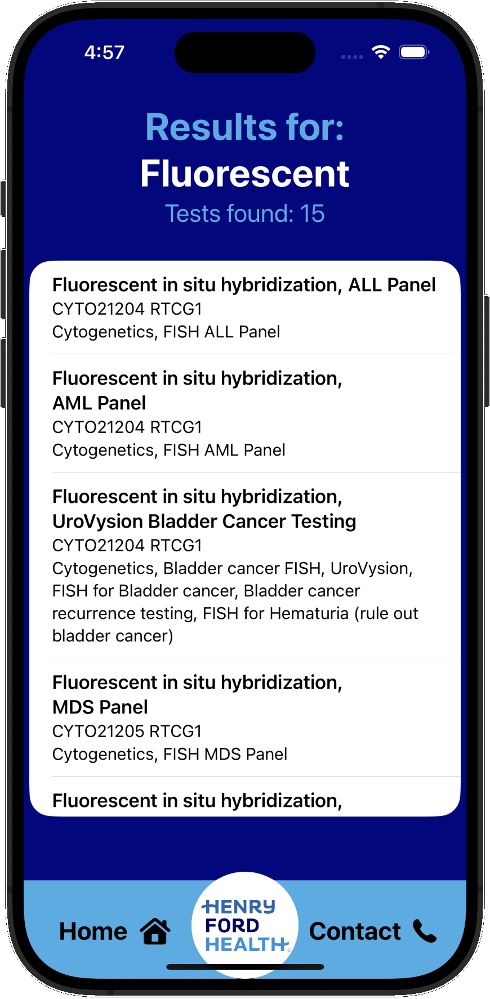 4:57
Results for:
Fluorescent
Tests found: 15
Fluorescent in situ hybridization, ALL Panel
CYTO21204 RTCG1
Cytogenetics, FISH ALL Panel
Fluorescent in situ hybridization,
AML Panel
CYTO21204 RTCG1
Cytogenetics, FISH AML Panel
Fluorescent in situ hybridization,
UroVysion Bladder Cancer Testing
CYTO21204 RTCG1
Cytogenetics, Bladder cancer FISH, UroVysion,
FISH for Bladder cancer, Bladder cancer
recurrence testing, FISH for Hematuria (rule out
bladder cancer)
Fluorescent in situ hybridization,
MDS Panel
CYTO21205 RTCG1
Cytogenetics, FISH MDS Panel
Fluorescent in situ hybridization,
Home
HENRY
FORD
HEALTH®
Contact